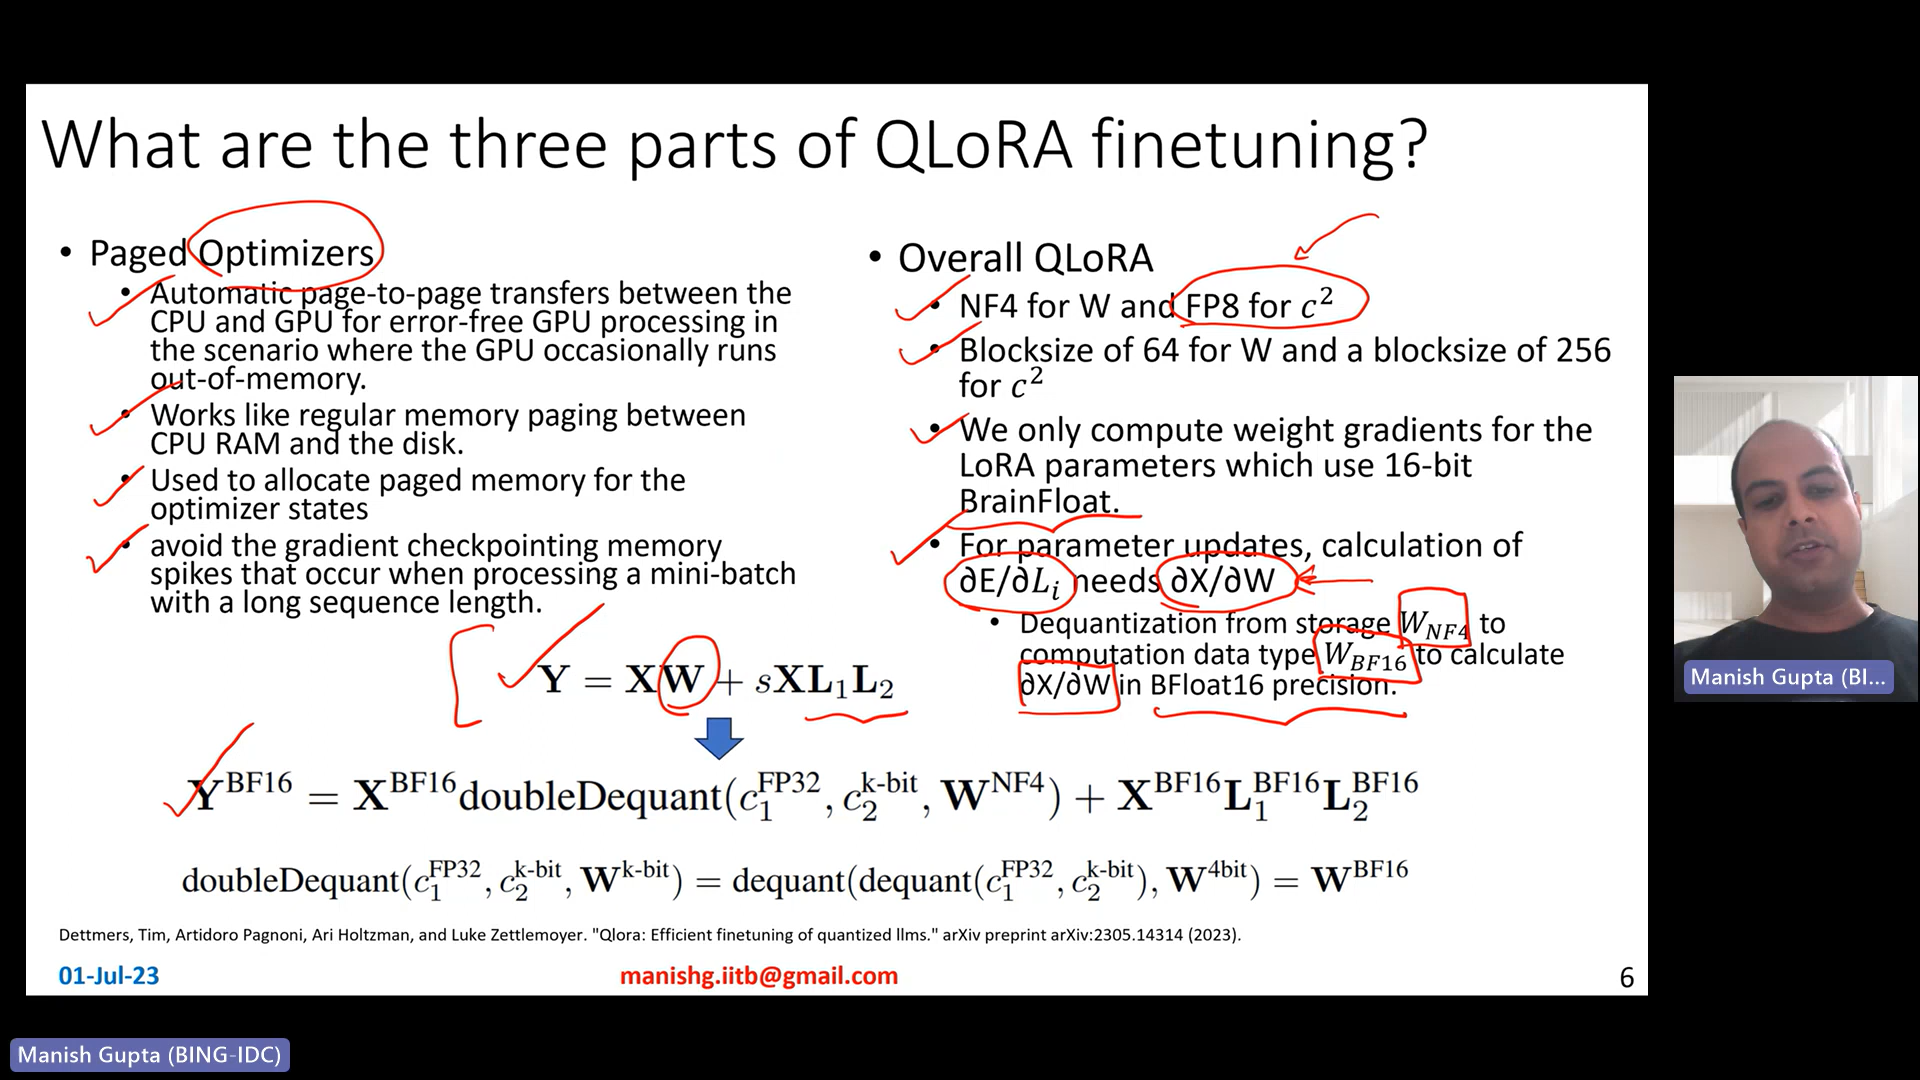 What are the three parts of QLoRA finetuning?
• Paged Optimizers
• Automatic page-to-page transfers between the
CPU and GPU for error-free GPU processing in
the scenario where the GPU occasionally runs
out-of-memory.
• Works like regular memory paging between
CPU RAM and the disk.
• Used to allocate paged memory for the
optimizer states
• avoid the gradient checkpointing memory
spikes that occur when processing a mini-batch
with a long sequence length.
• Overall QLoRA
• NF4 for W and FP8 for c²
• Blocksize of 64 for W and a blocksize of 256
for c²
• We only compute weight gradients for the
LoRA parameters which use 16-bit
BrainFloat.
• For parameter updates, calculation of
∂E/∂L_i needs ∂X/∂W
• Dequantization from storage W_NF4 to
computation data type W_BF16 to calculate
∂X/∂W in BFloat16 precision.
Y = XW + sXL₁L₂
Y^BF16 = X^BF16 doubleDequant(c₁^FP32, c₂^k-bit, W^NF4) + X^BF16 L₁^BF16 L₂^BF16
doubleDequant(c₁^FP32, c₂^k-bit, W^k-bit) = dequant(dequant(c₁^FP32, c₂^k-bit), W^4bit) = W^BF16
Dettmers, Tim, Artidoro Pagnoni, Ari Holtzman, and Luke Zettlemoyer. "Qlora: Efficient finetuning of quantized llms." arXiv preprint arXiv:2305.14314 (2023).
01-Jul-23
manishg.iitb@gmail.com
6
Manish Gupta (BI...
Manish Gupta (BING-IDC)